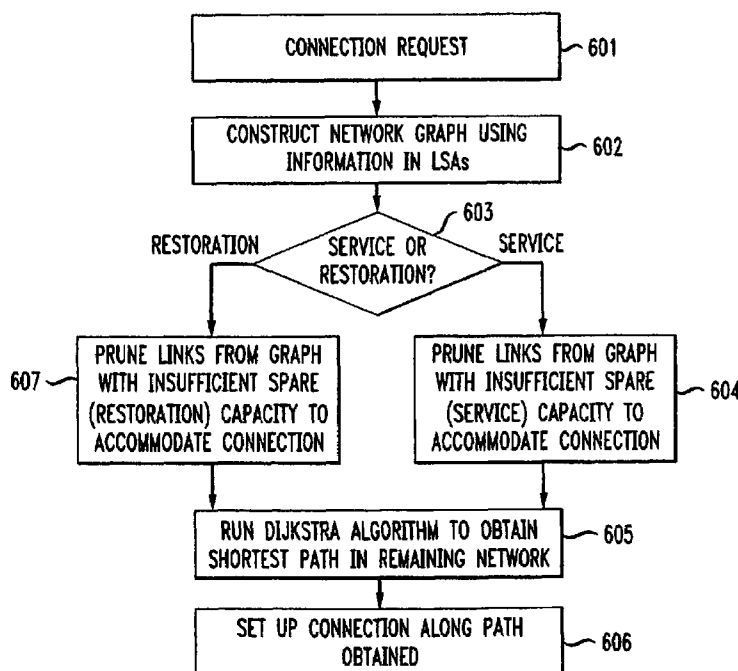 CONNECTION REQUEST
601
CONSTRUCT NETWORK GRAPH USING
INFORMATION IN LSAs
602
603
RESTORATION
SERVICE OR
RESTORATION?
SERVICE
607
PRUNE LINKS FROM GRAPH
WITH INSUFFICIENT SPARE
(RESTORATION) CAPACITY TO
ACCOMMODATE CONNECTION
PRUNE LINKS FROM GRAPH
WITH INSUFFICIENT SPARE
(SERVICE) CAPACITY TO
ACCOMMODATE CONNECTION
604
RUN DIJKSTRA ALGORITHM TO OBTAIN
SHORTEST PATH IN REMAINING NETWORK
605
SET UP CONNECTION ALONG PATH
OBTAINED
606